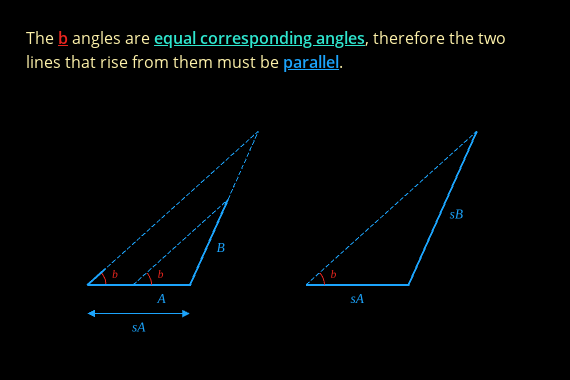 The b angles are equal corresponding angles, therefore the two
lines that rise from them must be parallel.
B
sB
b
b
b
A
sA
sA